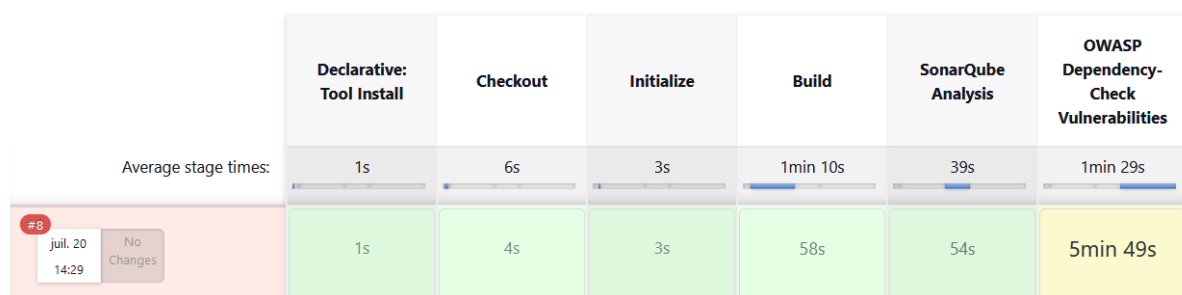 Declarative:
Tool Install
Checkout
Initialize
Build
SonarQube
Analysis
OWASP
Dependency-
Check
Vulnerabilities
Average stage times:
1s
6s
3s
1min 10s
39s
1min 29s
#8
juil. 20
14:29
No
Changes
1s
4s
3s
58s
54s
5min 49s